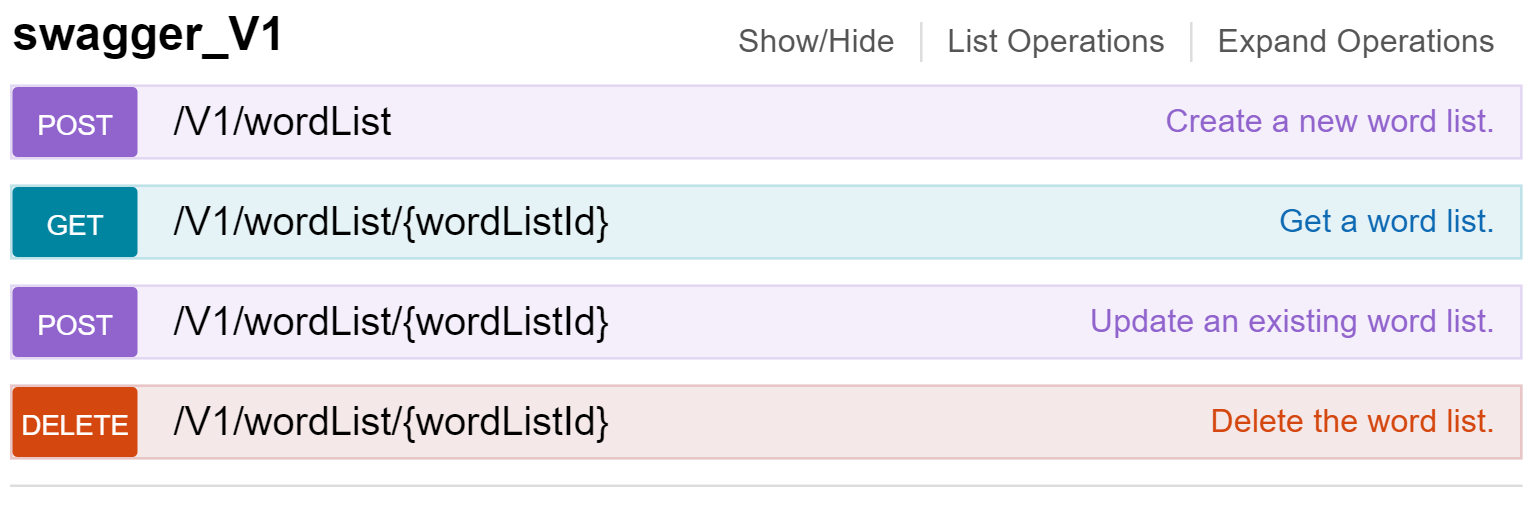 swagger_V1 Show/Hide List Operations Expand Operations
POST /V1/wordList Create a new word list.
GET /V1/wordList/{wordListId} Get a word list.
POST /V1/wordList/{wordListId} Update an existing word list.
DELETE /V1/wordList/{wordListId} Delete the word list.